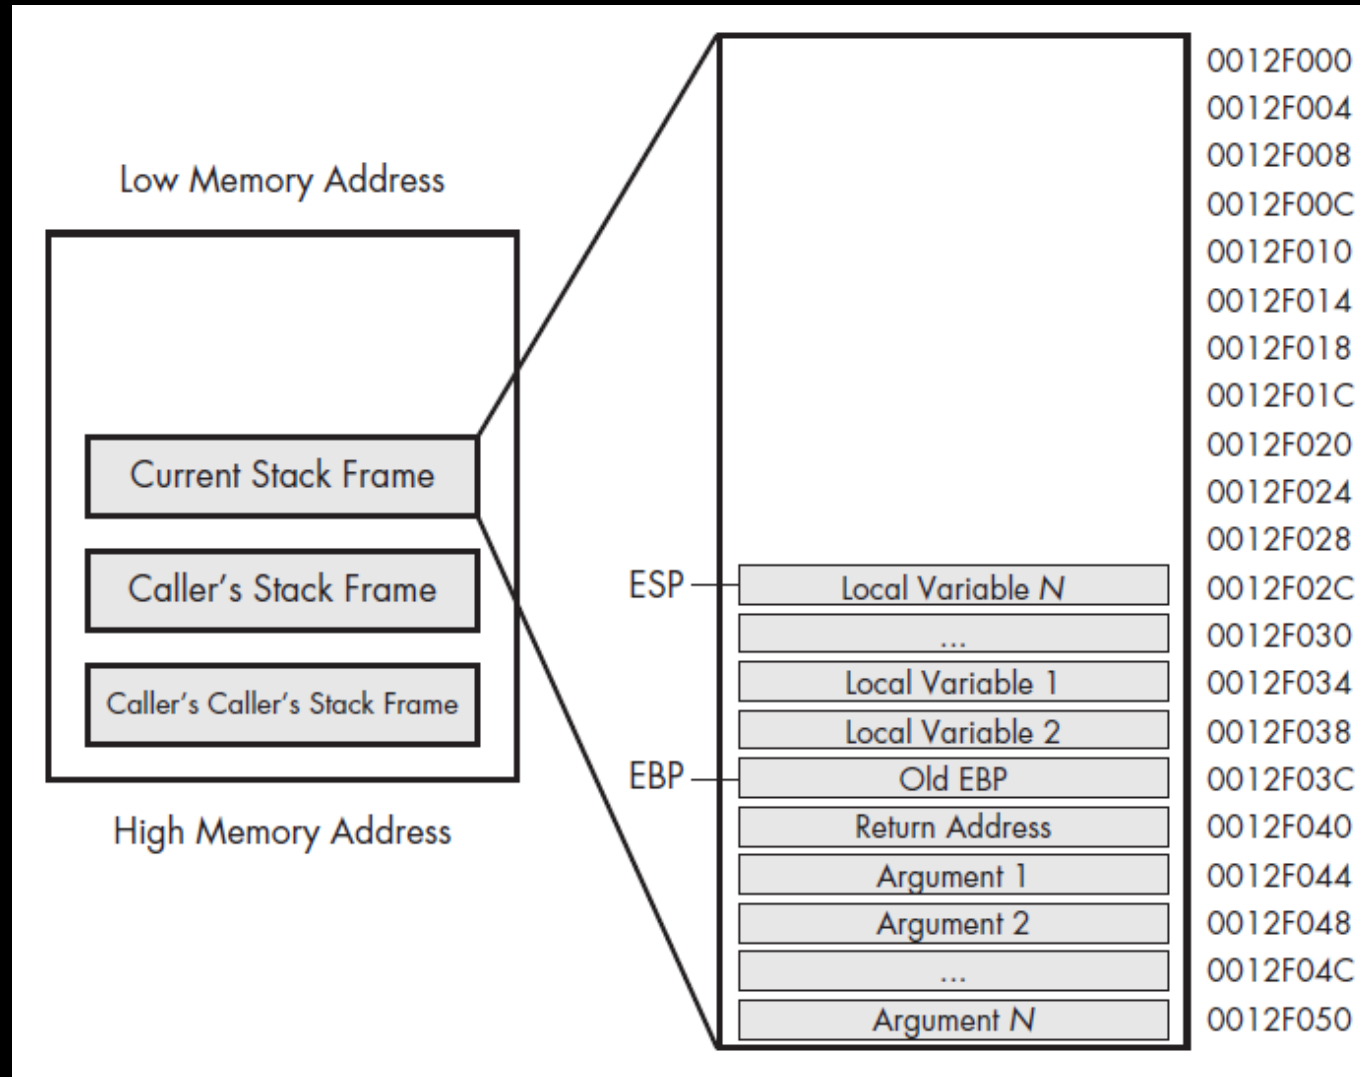 Low Memory Address
Current Stack Frame
Caller's Stack Frame
Caller's Caller's Stack Frame
High Memory Address
0012F000
0012F004
0012F008
0012F00C
0012F010
0012F014
0012F018
0012F01C
0012F020
0012F024
0012F028
ESP Local Variable N 0012F02C
... 0012F030
Local Variable 1 0012F034
Local Variable 2 0012F038
EBP Old EBP 0012F03C
Return Address 0012F040
Argument 1 0012F044
Argument 2 0012F048
... 0012F04C
Argument N 0012F050